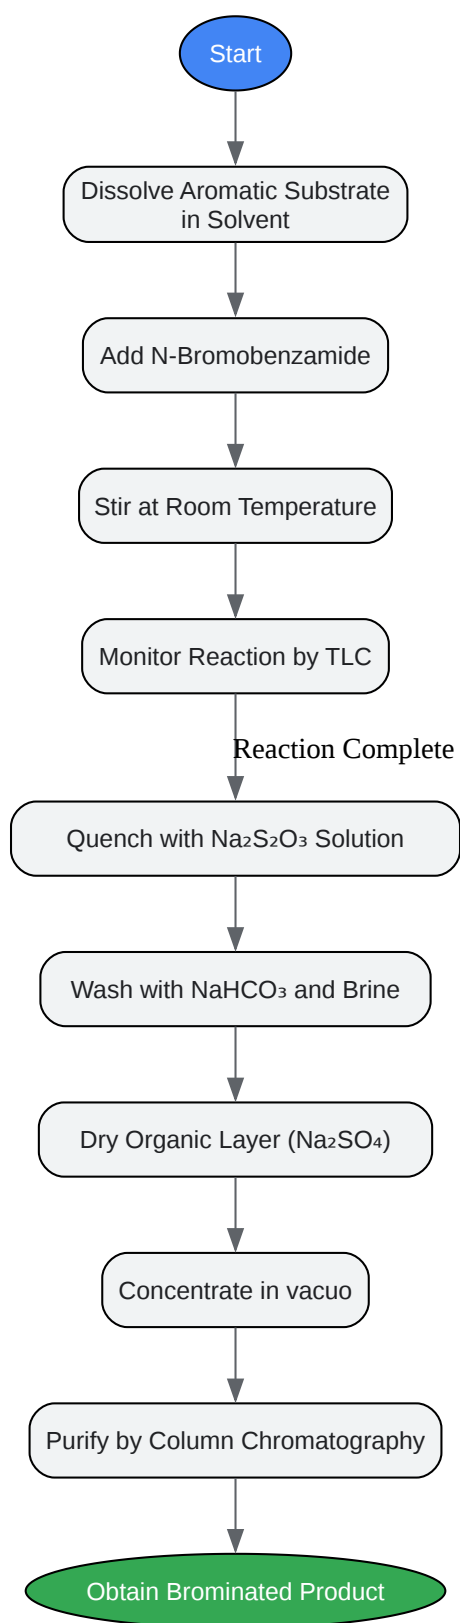 Start
Dissolve Aromatic Substrate
in Solvent
Add N-Bromobenzamide
Stir at Room Temperature
Monitor Reaction by TLC
Reaction Complete
Quench with Na₂S₂O₃ Solution
Wash with NaHCO₃ and Brine
Dry Organic Layer (Na₂SO₄)
Concentrate in vacuo
Purify by Column Chromatography
Obtain Brominated Product